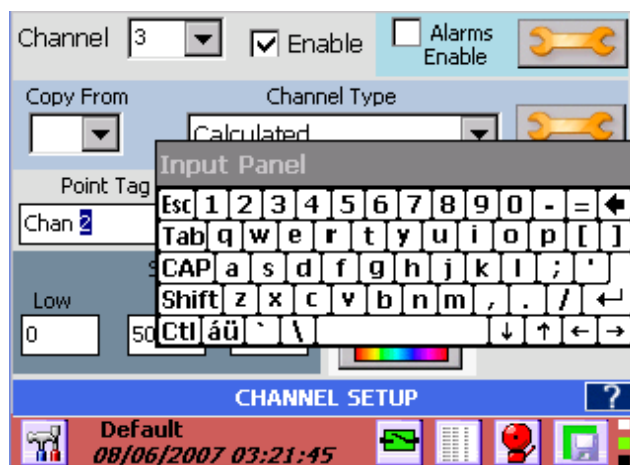 Channel 3 Enable Alarms Enable
Copy From Channel Type
Calculated
Input Panel
Point Tag
Esc 1 2 3 4 5 6 7 8 9 0 - =
Chan 2
Tab q w e r t y u i o p [ ]
CAP a s d f g h j k l ; '
Low
Shift z x c v b n m , . /
0 50 Ctl áü ` \
CHANNEL SETUP ?
Default
08/06/2007 03:21:45